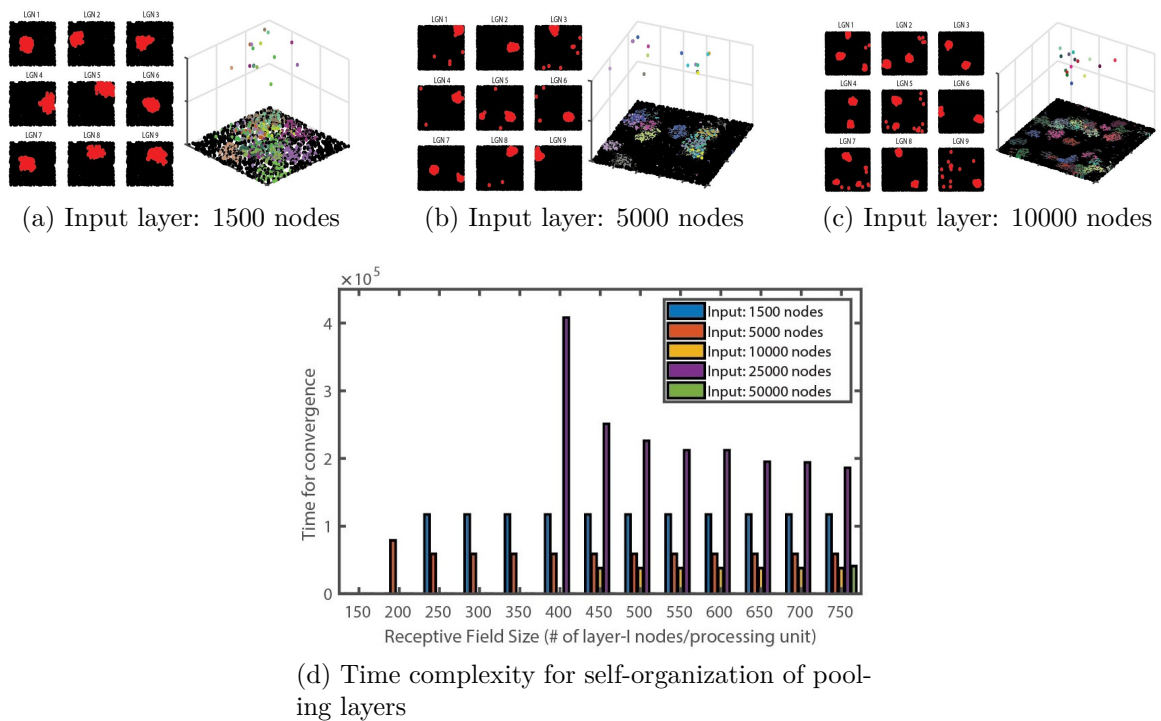 LGN 1 LGN 2 LGN 3
LGN 4 LGN 5 LGN 6
LGN 7 LGN 8 LGN 9
(a) Input layer: 1500 nodes
LGN 1 LGN 2 LGN 3
LGN 4 LGN 5 LGN 6
LGN 7 LGN 8 LGN 9
(b) Input layer: 5000 nodes
LGN 1 LGN 2 LGN 3
LGN 4 LGN 5 LGN 6
LGN 7 LGN 8 LGN 9
(c) Input layer: 10000 nodes
×10⁵
4
3
2
1
0
Time for convergence
Input: 1500 nodes
Input: 5000 nodes
Input: 10000 nodes
Input: 25000 nodes
Input: 50000 nodes
150 200 250 300 350 400 450 500 550 600 650 700 750
Receptive Field Size (# of layer-I nodes/processing unit)
(d) Time complexity for self-organization of pool-
ing layers